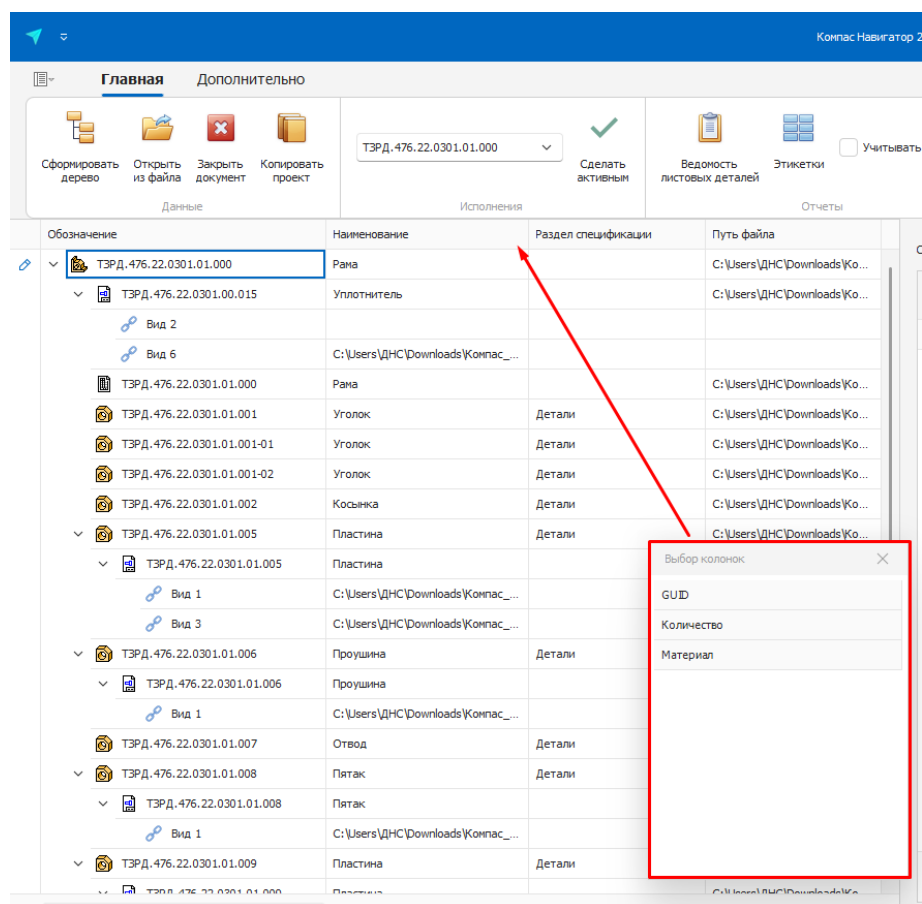 Компас Навигатор 2
Главная Дополнительно
Сформировать дерево
Открыть из файла
Закрыть документ
Копировать проект
Данные
ТЗРД.476.22.0301.01.000
Сделать активным
Исполнения
Ведомость листовых деталей
Этикетки
Учитывать
Отчеты
Обозначение Наименование Раздел спецификации Путь файла
ТЗРД.476.22.0301.01.000 Рама C:\Users\ДНС\Downloads\Ко...
ТЗРД.476.22.0301.00.015 Уплотнитель C:\Users\ДНС\Downloads\Ко...
Вид 2
Вид 6 C:\Users\ДНС\Downloads\Компас_...
ТЗРД.476.22.0301.01.000 Рама C:\Users\ДНС\Downloads\Ко...
ТЗРД.476.22.0301.01.001 Уголок Детали C:\Users\ДНС\Downloads\Ко...
ТЗРД.476.22.0301.01.001-01 Уголок Детали C:\Users\ДНС\Downloads\Ко...
ТЗРД.476.22.0301.01.001-02 Уголок Детали C:\Users\ДНС\Downloads\Ко...
ТЗРД.476.22.0301.01.002 Косынка Детали C:\Users\ДНС\Downloads\Ко...
ТЗРД.476.22.0301.01.005 Пластина Детали C:\Users\ДНС\Downloads\Ко...
ТЗРД.476.22.0301.01.005 Пластина
Вид 1 C:\Users\ДНС\Downloads\Компас_...
Вид 3 C:\Users\ДНС\Downloads\Компас_...
ТЗРД.476.22.0301.01.006 Проушина Детали
ТЗРД.476.22.0301.01.006 Проушина
Вид 1 C:\Users\ДНС\Downloads\Компас_...
ТЗРД.476.22.0301.01.007 Отвод Детали
ТЗРД.476.22.0301.01.008 Пятак Детали
ТЗРД.476.22.0301.01.008 Пятак
Вид 1 C:\Users\ДНС\Downloads\Компас_...
ТЗРД.476.22.0301.01.009 Пластина Детали
ТЗРД.476.22.0301.01.009 Пластина C:\Users\ДНС\Downloads\Ко...
Выбор колонок
GUID
Количество
Материал